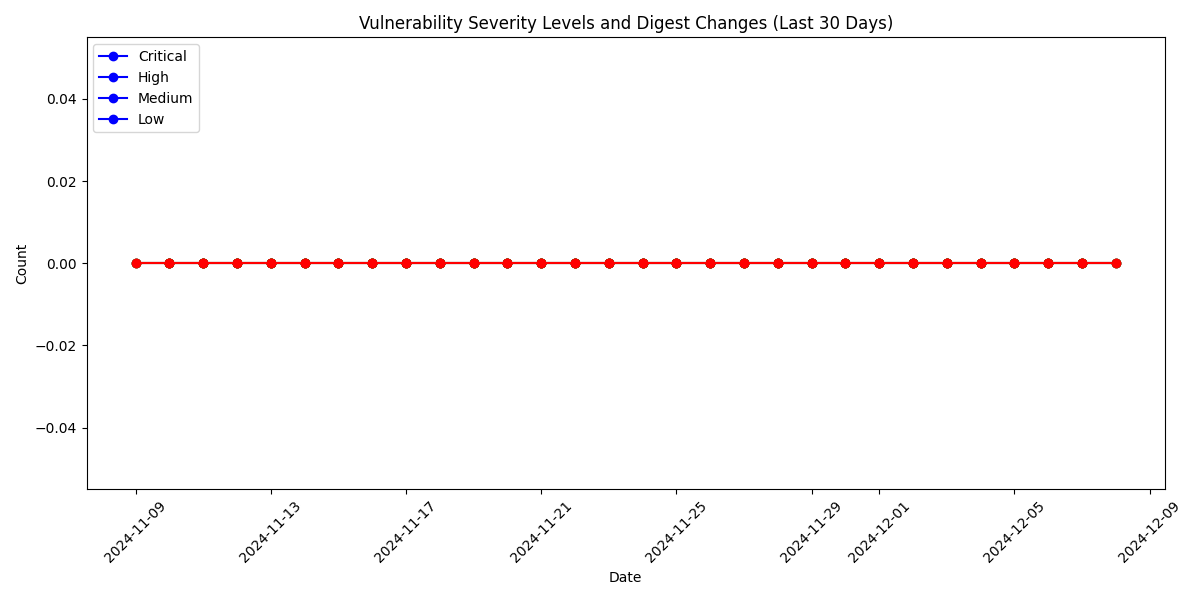 Vulnerability Severity Levels and Digest Changes (Last 30 Days)
Critical
High
Medium
Low
0.04
0.02
0.00
−0.02
−0.04
Count
2024-11-09
2024-11-13
2024-11-17
2024-11-21
2024-11-25
2024-11-29
2024-12-01
2024-12-05
2024-12-09
Date